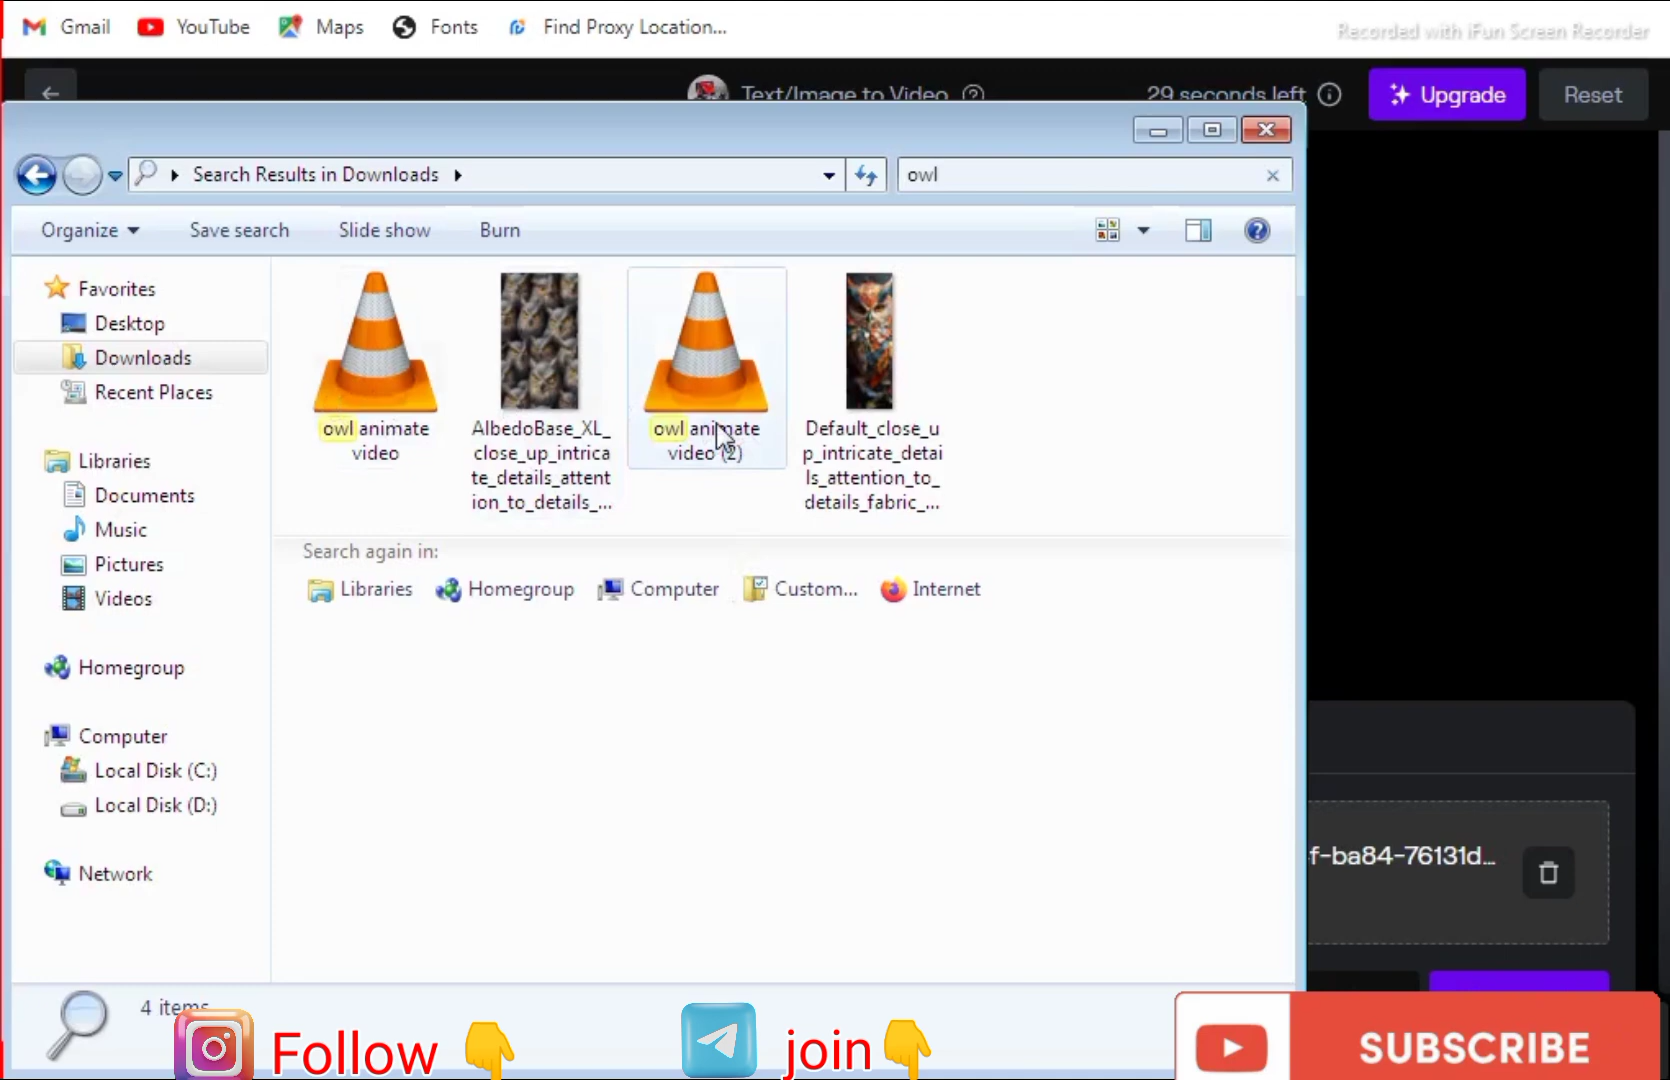 Gmail YouTube Maps Fonts Find Proxy Location...
Recorded with iFun Screen Recorder
Text/Image to Video 29 seconds left Upgrade Reset
Search Results in Downloads owl
Organize Save search Slide show Burn
Favorites
Desktop
Downloads
Recent Places
Libraries
Documents
Music
Pictures
Videos
Homegroup
Computer
Local Disk (C:)
Local Disk (D:)
Network
owl animate
video
AlbedoBase_XL_
close_up_intrica
te_details_attent
ion_to_details_...
owl animate
video (2)
Default_close_u
p_intricate_detai
ls_attention_to_
details_fabric_...
Search again in:
Libraries Homegroup Computer Custom... Internet
f-ba84-76131d...
4 items
Follow join SUBSCRIBE